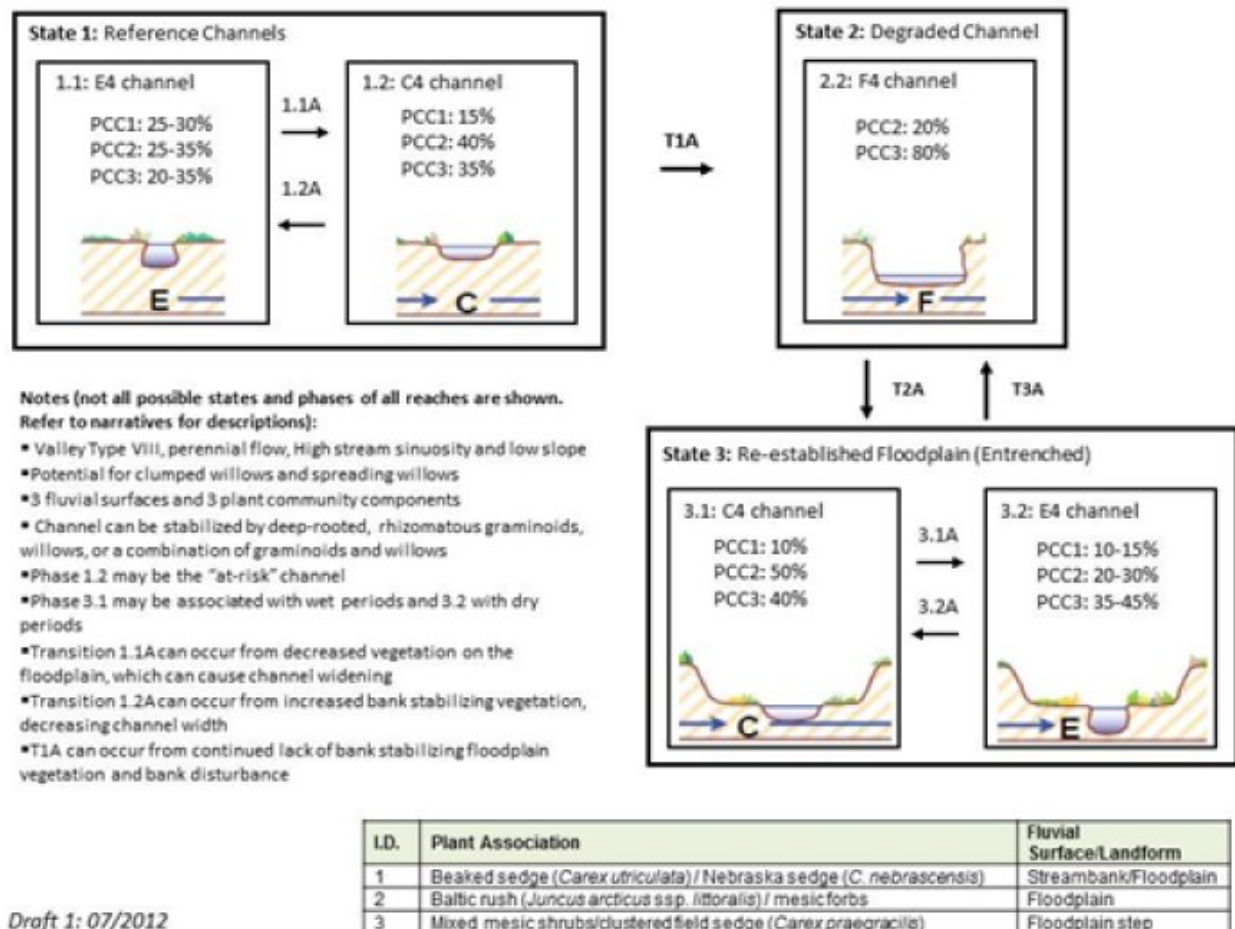 State 1: Reference Channels
1.1: E4 channel
PCC1: 25-30%
PCC2: 25-35%
PCC3: 20-35%
E
1.1A
1.2A
1.2: C4 channel
PCC1: 15%
PCC2: 40%
PCC3: 35%
C
T1A
State 2: Degraded Channel
2.2: F4 channel
PCC2: 20%
PCC3: 80%
F
T2A
T3A
Notes (not all possible states and phases of all reaches are shown.
Refer to narratives for descriptions):
▪ Valley Type VIII, perennial flow, High stream sinuosity and low slope
▪Potential for clumped willows and spreading willows
▪3 fluvial surfaces and 3 plant community components
▪ Channel can be stabilized by deep-rooted, rhizomatous graminoids,
willows, or a combination of graminoids and willows
▪Phase 1.2 may be the "at-risk" channel
▪Phase 3.1 may be associated with wet periods and 3.2 with dry
periods
▪Transition 1.1A can occur from decreased vegetation on the
floodplain, which can cause channel widening
▪Transition 1.2A can occur from increased bank stabilizing vegetation,
decreasing channel width
▪T1A can occur from continued lack of bank stabilizing floodplain
vegetation and bank disturbance
State 3: Re-established Floodplain (Entrenched)
3.1: C4 channel
PCC1: 10%
PCC2: 50%
PCC3: 40%
C
3.1A
3.2A
3.2: E4 channel
PCC1: 10-15%
PCC2: 20-30%
PCC3: 35-45%
E
I.D. Plant Association Fluvial Surface/Landform
1 Beaked sedge (Carex utriculata) / Nebraska sedge (C. nebrascensis) Streambank/Floodplain
2 Baltic rush (Juncus arcticus ssp. littoralis) / mesic forbs Floodplain
3 Mixed mesic shrubs/clustered field sedge (Carex praegracilis) Floodplain step
Draft 1: 07/2012